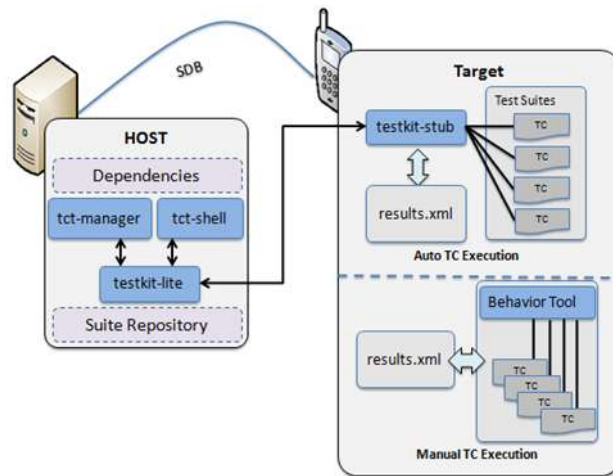 SDB
HOST
Dependencies
tct-manager
tct-shell
testkit-lite
Suite Repository
Target
testkit-stub
Test Suites
TC
TC
TC
TC
results.xml
Auto TC Execution
Behavior Tool
results.xml
TC
TC
TC
TC
Manual TC Execution